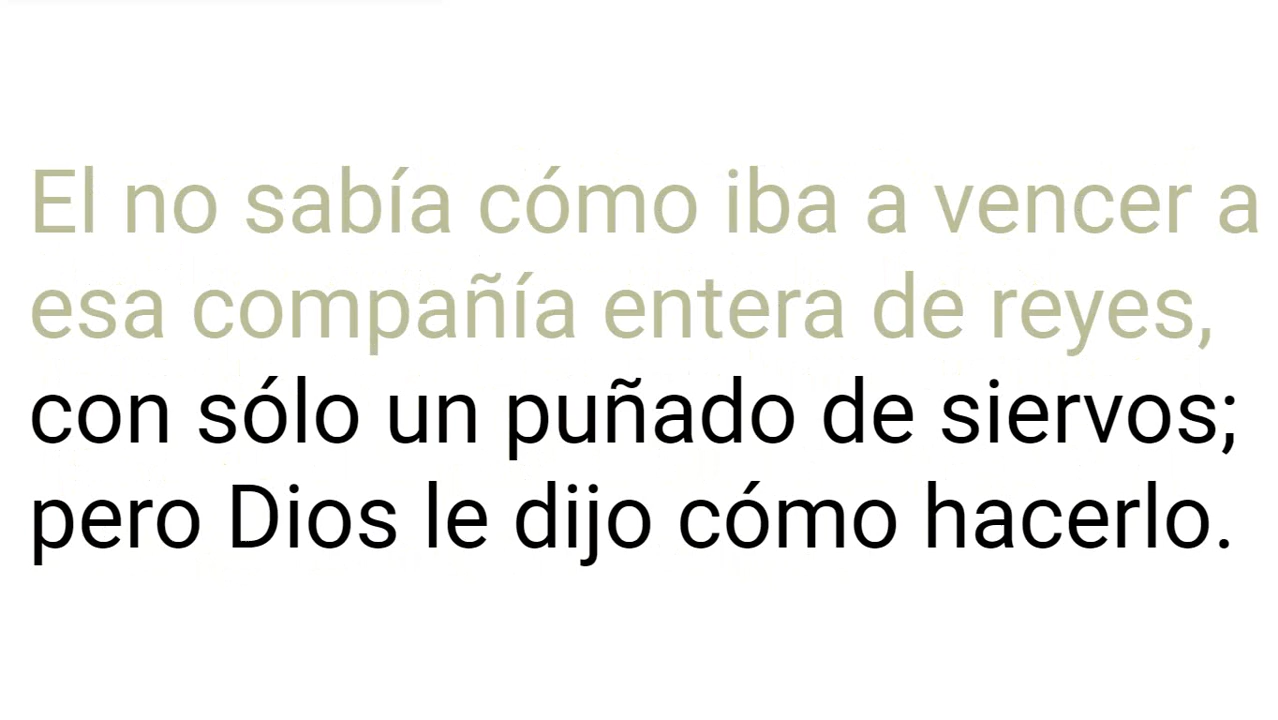 El no sabía cómo iba a vencer a
esa compañía entera de reyes,
con sólo un puñado de siervos;
pero Dios le dijo cómo hacerlo.